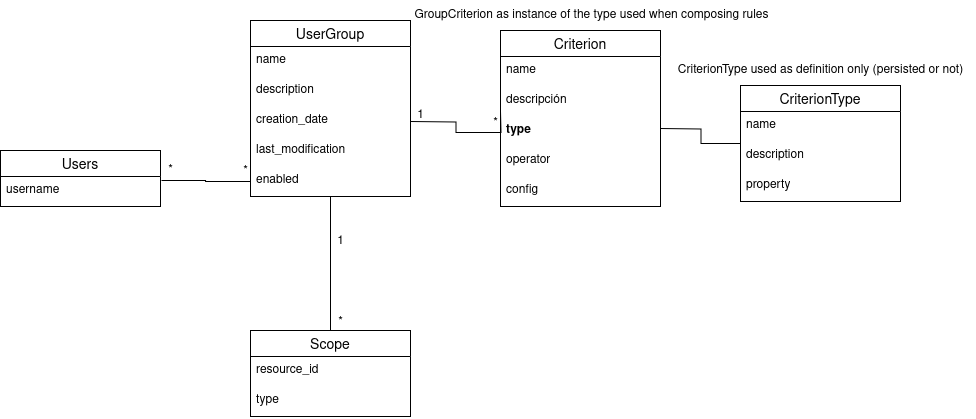 GroupCriterion as instance of the type used when composing rules
UserGroup
name
description
creation_date
last_modification
enabled
1
*
Criterion
name
descripción
type
operator
config
CriterionType used as definition only (persisted or not)
CriterionType
name
description
property
Users
username
*
*
1
*
Scope
resource_id
type